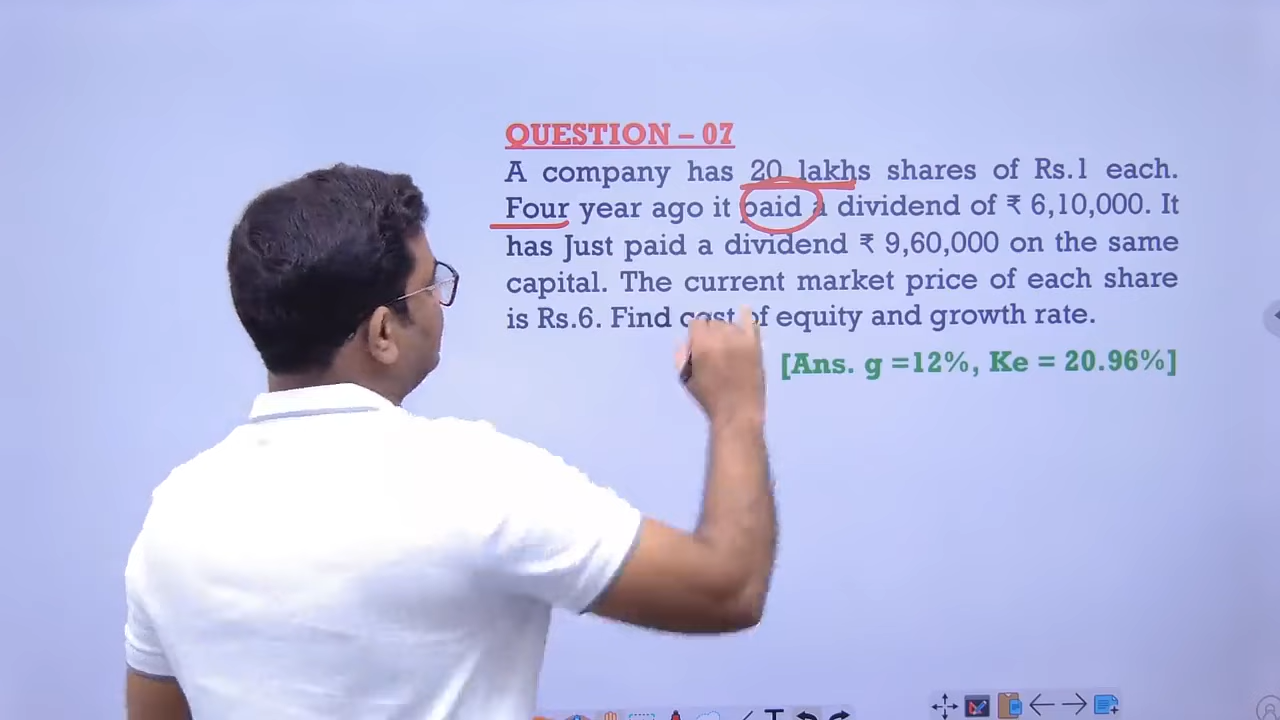 QUESTION – 07
A company has 20 lakhs shares of Rs.1 each.
Four year ago it paid a dividend of ₹ 6,10,000. It
has Just paid a dividend ₹ 9,60,000 on the same
capital. The current market price of each share
is Rs.6. Find cost of equity and growth rate.
[Ans. g =12%, Ke = 20.96%]